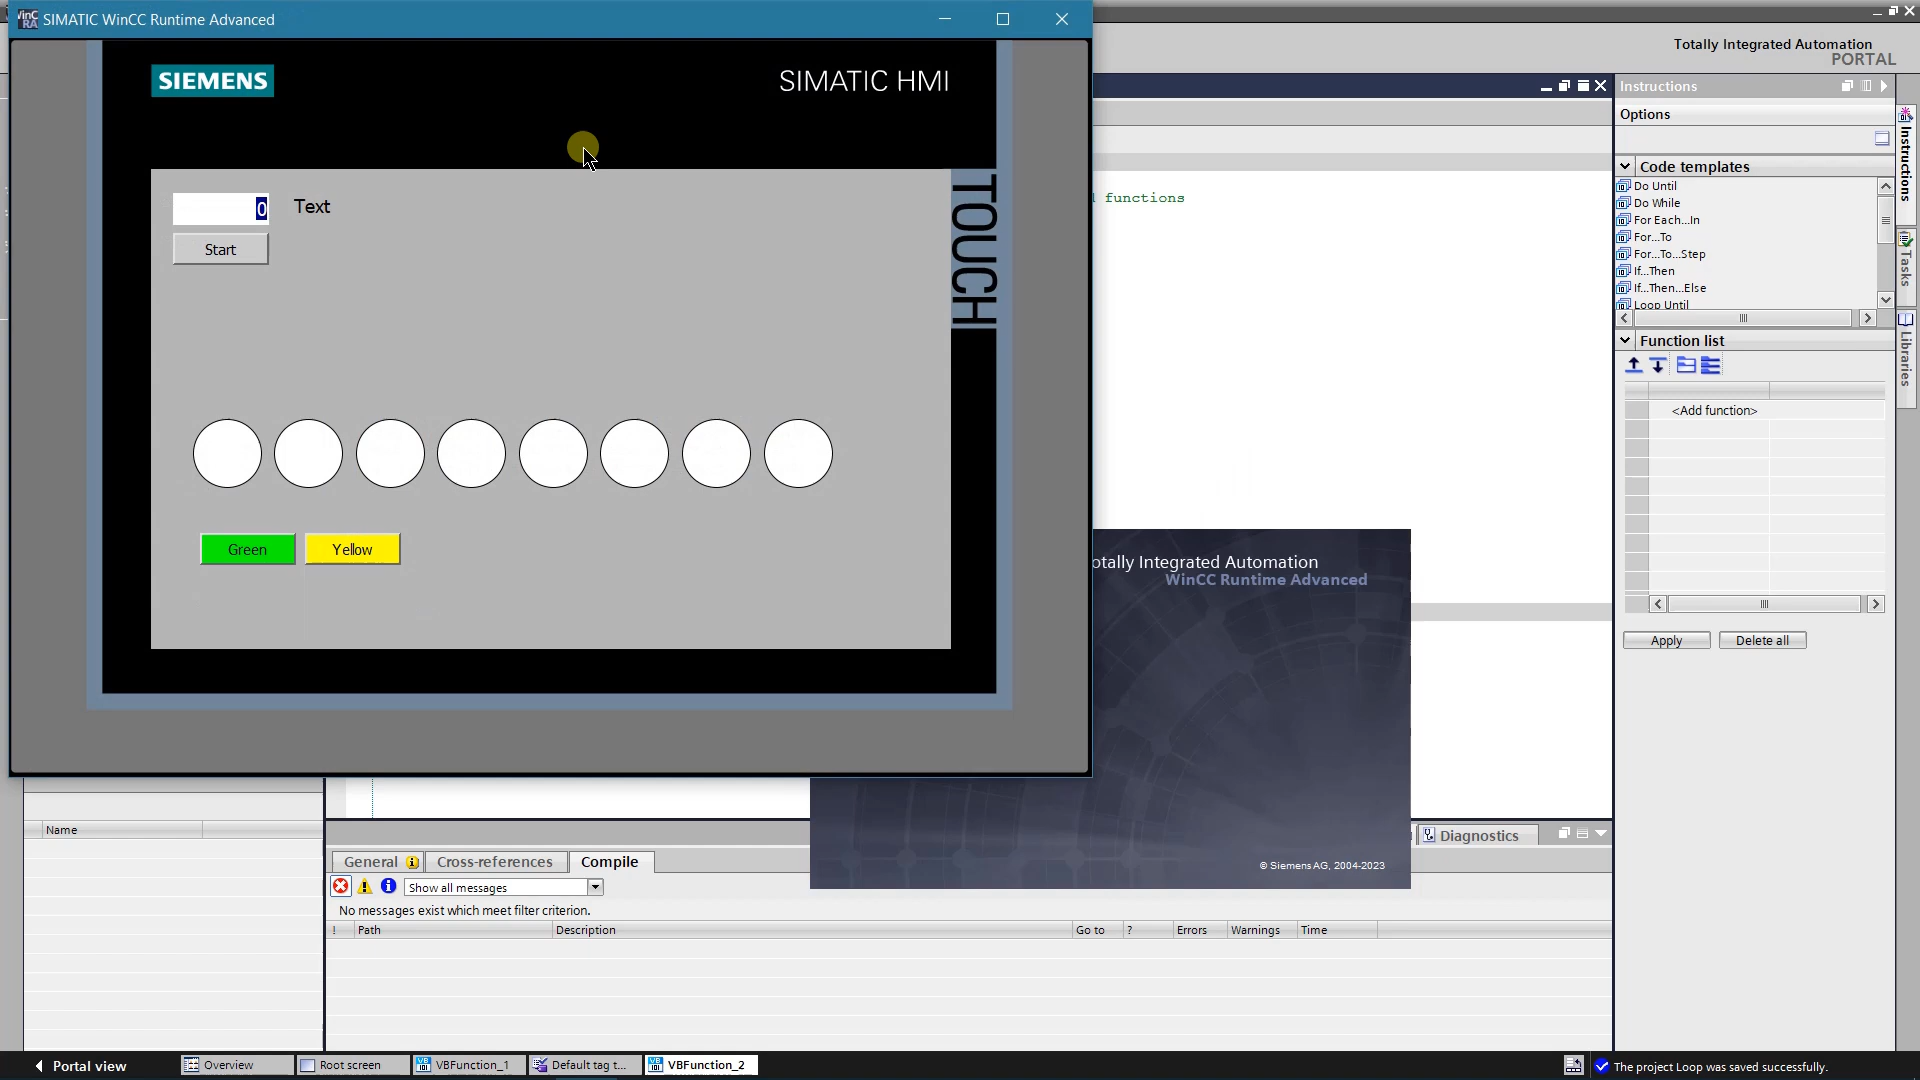 SIMATIC WinCC Runtime Advanced
Totally Integrated Automation
PORTAL
SIEMENS
SIMATIC HMI
TOUCH
0
Text
Start
Green
Yellow
functions
Instructions
Options
Code templates
Do Until
Do While
For Each...In
For...To
For...To...Step
If...Then
If...Then...Else
Loop Until
Function list
<Add function>
Apply
Delete all
Instructions
Tasks
Libraries
otally Integrated Automation
WinCC Runtime Advanced
© Siemens AG, 2004-2023
Name
Diagnostics
General
Cross-references
Compile
Show all messages
No messages exist which meet filter criterion.
! Path Description Go to ? Errors Warnings Time
Portal view
Overview
Root screen
VBFunction_1
Default tag t...
VBFunction_2
The project Loop was saved successfully.